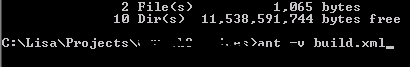 2 File(s) 1,065 bytes
10 Dir(s) 11,538,591,744 bytes free
C:\Lisa\Projects\ >ant -v build.xml_